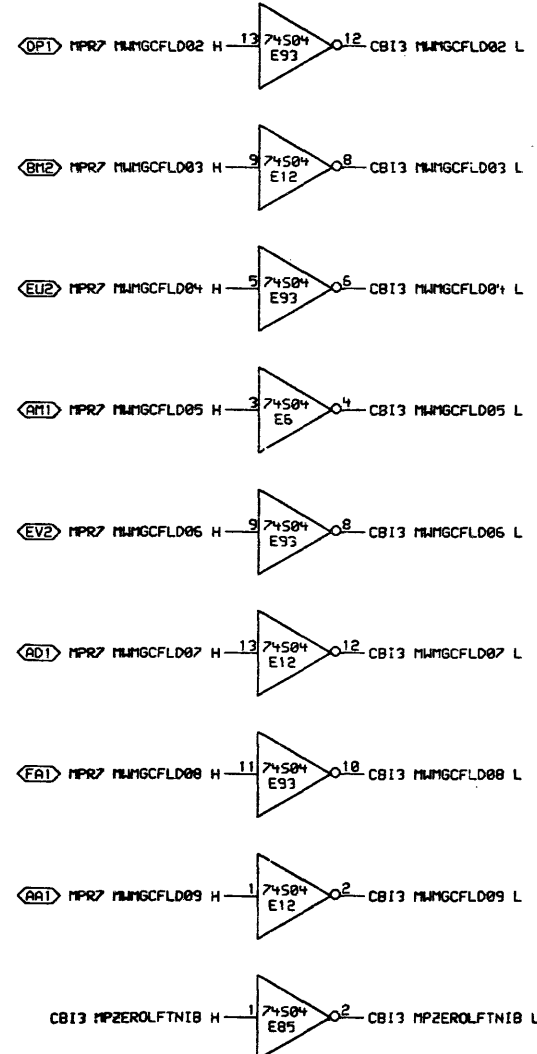 DP1 MPR7 MWMGCFLD02 H 13 74S04 E93 12 CBI3 MWMGCFLD02 L
BM2 MPR7 MWMGCFLD03 H 9 74S04 E12 8 CBI3 MWMGCFLD03 L
EU2 MPR7 MWMGCFLD04 H 5 74S04 E93 6 CBI3 MWMGCFLD04 L
AM1 MPR7 MWMGCFLD05 H 3 74S04 E6 4 CBI3 MWMGCFLD05 L
EV2 MPR7 MWMGCFLD06 H 9 74S04 E93 8 CBI3 MWMGCFLD06 L
AD1 MPR7 MWMGCFLD07 H 13 74S04 E12 12 CBI3 MWMGCFLD07 L
FA1 MPR7 MWMGCFLD08 H 11 74S04 E93 10 CBI3 MWMGCFLD08 L
AA1 MPR7 MWMGCFLD09 H 1 74S04 E12 2 CBI3 MWMGCFLD09 L
CBI3 MPZEROLFTNIB H 1 74S04 E85 2 CBI3 MPZEROLFTNIB L